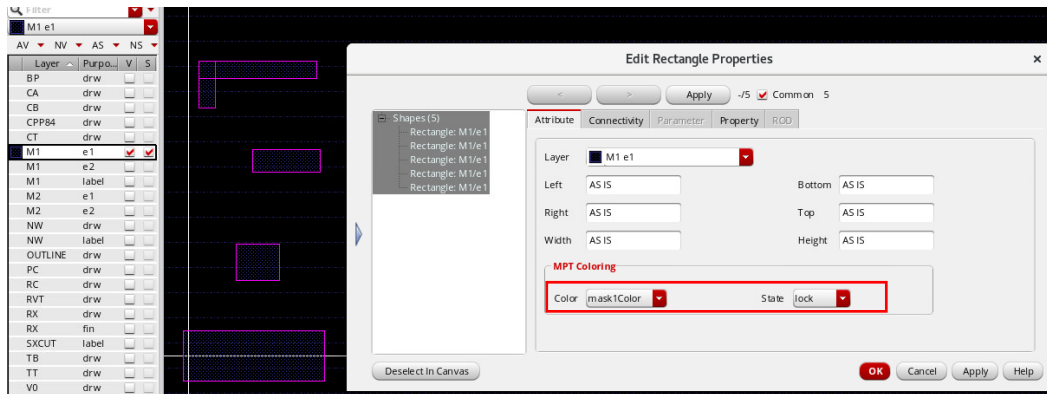 Filter
M1 e1
AV NV AS NS
Layer Purpo... V S
BP drw
CA drw
CB drw
CPP84 drw
CT drw
M1 e1
M1 e2
M1 label
M2 e1
M2 e2
NW drw
NW label
OUTLINE drw
PC drw
RC drw
RVT drw
RX drw
RX fin
SXCUT label
TB drw
TT drw
V0 drw
Edit Rectangle Properties
< > Apply -/5 Common 5
Shapes (5)
Rectangle: M1/e1
Rectangle: M1/e1
Rectangle: M1/e1
Rectangle: M1/e1
Rectangle: M1/e1
Attribute Connectivity Parameter Property ROD
Layer M1 e1
Left AS IS Bottom AS IS
Right AS IS Top AS IS
Width AS IS Height AS IS
MPT Coloring
Color mask1Color State lock
Deselect In Canvas
OK Cancel Apply Help